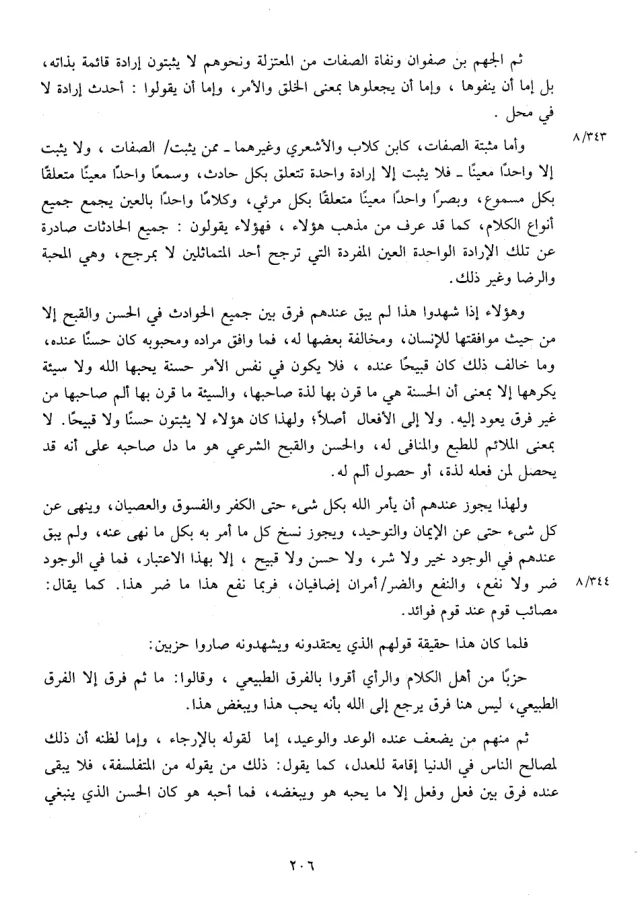 ثم الجهم بن صفوان ونفاة الصفات من المعتزلة ونحوهم لا يثبتون إرادة قائمة بذاته،
بل إما أن ينفوها ، وإما أن يجعلوها بمعنى الخلق والأمر، وإما أن يقولوا : أحدث إرادة لا
في محل .
وأما مثبتة الصفات، كابن كلاب والأشعري وغيرهما ـ ممن يثبت/ الصفات ، ولا يثبت
٨/٣٤٣
إلا واحدًا معينًا ـ فلا يثبت إلا إرادة واحدة تتعلق بكل حادث، وسمعًا واحدًا معينًا متعلقًا
بكل مسموع، وبصرًا واحدًا معينًا متعلقًا بكل مرئي، وكلامًا واحدًا بالعين يجمع جميع
أنواع الكلام، كما قد عرف من مذهب هؤلاء ، فهؤلاء يقولون : جميع الحادثات صادرة
عن تلك الإرادة الواحدة العين المفردة التي ترجح أحد المتماثلين لا بمرجح، وهي المحبة
والرضا وغير ذلك.
وهؤلاء إذا شهدوا هذا لم يبق عندهم فرق بين جميع الحوادث في الحسن والقبح إلا
من حيث موافقتها للإنسان، ومخالفة بعضها له، فما وافق مراده ومحبوبه كان حسنًا عنده،
وما خالف ذلك كان قبيحًا عنده ، فلا يكون في نفس الأمر حسنة يحبها الله ولا سيئة
يكرهها إلا بمعنى أن الحسنة هي ما قرن بها لذة صاحبها، والسيئة ما قرن بها ألم صاحبها من
غير فرق يعود إليه. ولا إلى الأفعال أصلاً؛ ولهذا كان هؤلاء لا يثبتون حسنًا ولا قبيحًا. لا
بمعنى الملائم للطبع والمنافى له، والحسن والقبح الشرعي هو ما دل صاحبه على أنه قد
يحصل لمن فعله لذة، أو حصول ألم له.
ولهذا يجوز عندهم أن يأمر الله بكل شىء حتى الكفر والفسوق والعصيان، وينهى عن
كل شىء حتى عن الإيمان والتوحيد، ويجوز نسخ كل ما أمر به بكل ما نهى عنه، ولم يبق
عندهم في الوجود خير ولا شر، ولا حسن ولا قبيح ، إلا بهذا الاعتبار، فما في الوجود
ضر ولا نفع، والنفع والضر/أمران إضافيان، فربما نفع هذا ما ضر هذا. كما يقال:
٨/٣٤٤
مصائب قوم عند قوم فوائد.
فلما كان هذا حقيقة قولهم الذي يعتقدونه ويشهدونه صاروا حزبين:
حزبًا من أهل الكلام والرأي أقروا بالفرق الطبيعي ، وقالوا: ما ثم فرق إلا الفرق
الطبيعي، ليس هنا فرق يرجع إلى الله بأنه يحب هذا ويبغض هذا.
ثم منهم من يضعف عنده الوعد والوعيد، إما لقوله بالإرجاء ، وإما لظنه أن ذلك
لمصالح الناس في الدنيا إقامة للعدل، كما يقول: ذلك من يقوله من المتفلسفة، فلا يبقى
عنده فرق بين فعل وفعل إلا ما يحبه هو ويبغضه، فما أحبه هو كان الحسن الذي ينبغي
٢٠٦